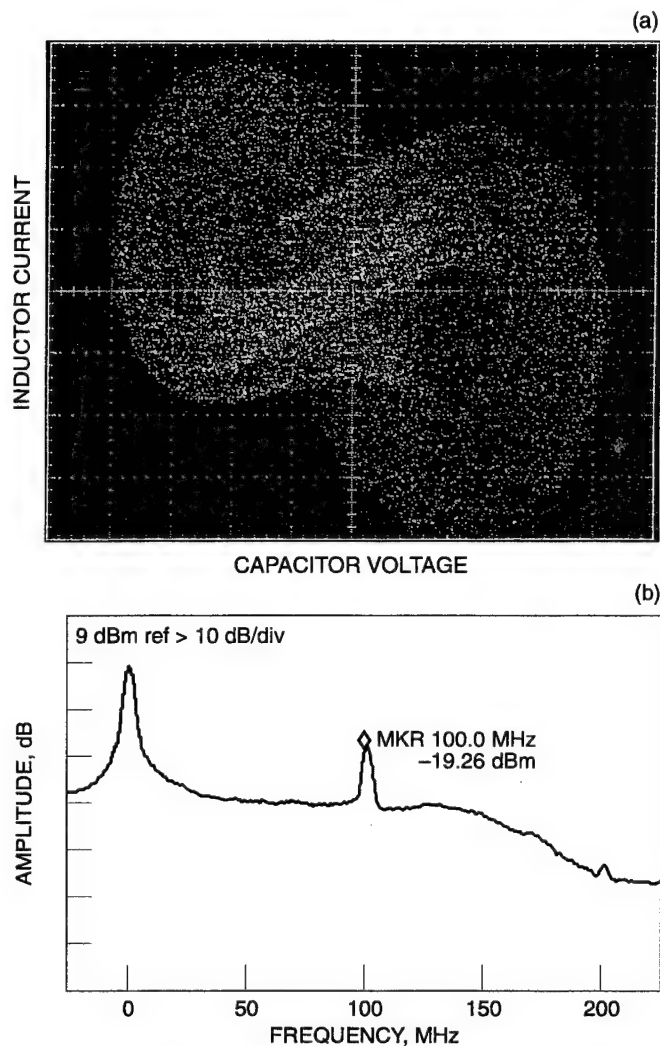 (a)
INDUCTOR CURRENT
CAPACITOR VOLTAGE
(b)
9 dBm ref > 10 dB/div
MKR 100.0 MHz
–19.26 dBm
AMPLITUDE, dB
0 50 100 150 200
FREQUENCY, MHz